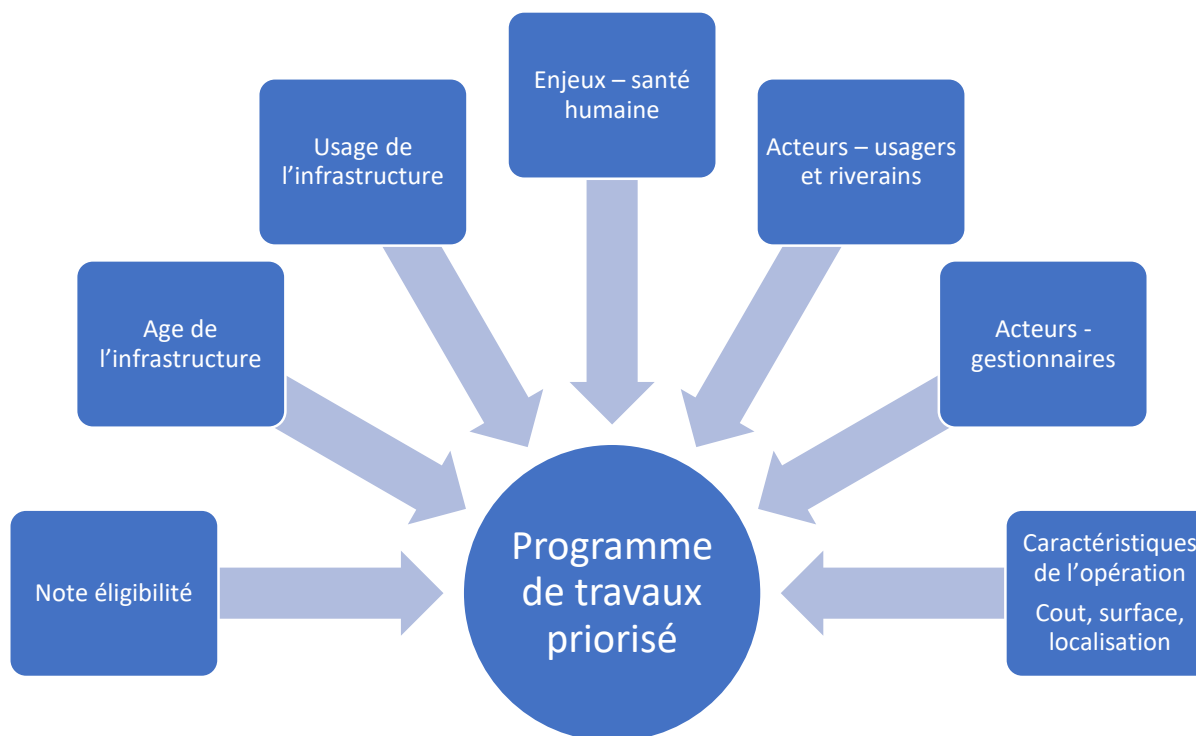 Enjeux – santé
humaine
Usage de
l’infrastructure
Acteurs – usagers
et riverains
Age de
l’infrastructure
Acteurs -
gestionnaires
Note éligibilité
Programme
de travaux
priorisé
Caractéristiques
de l’opération
Cout, surface,
localisation